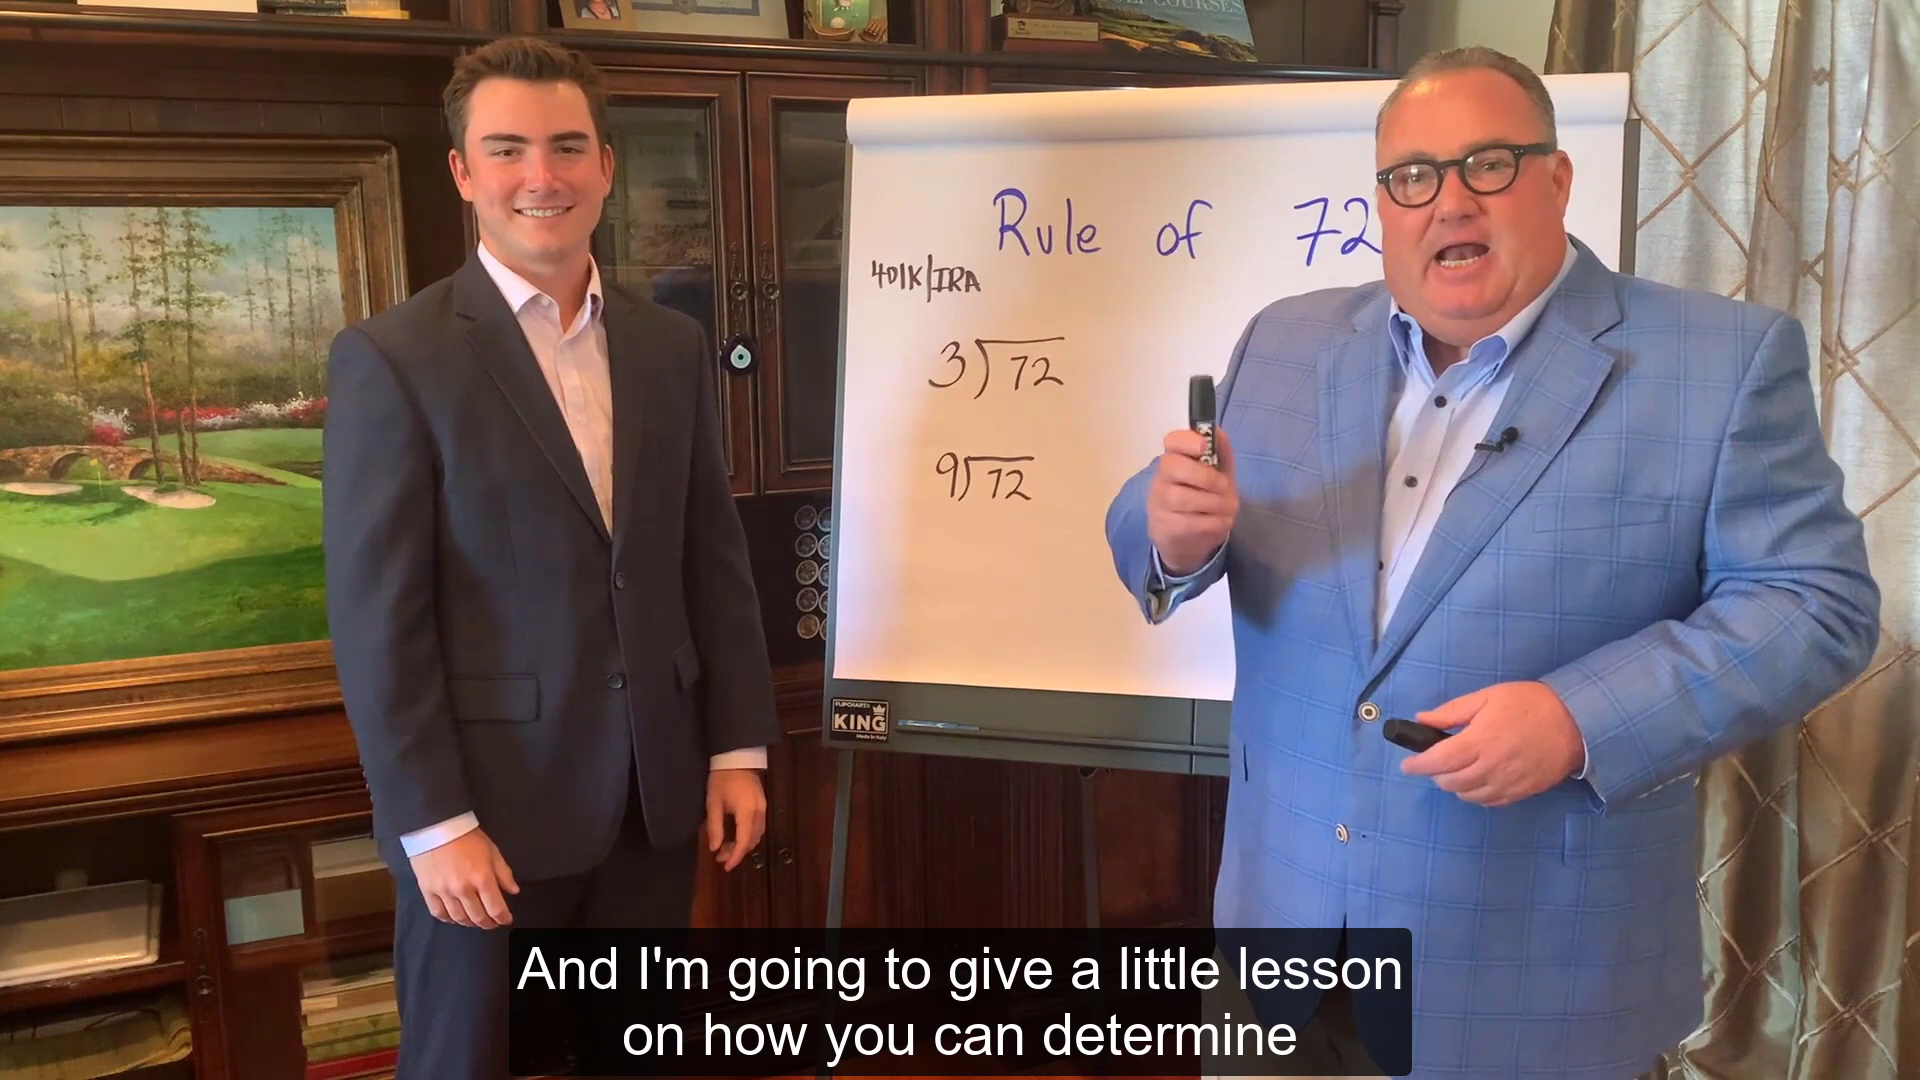 COURSES
Rule of 72
401K/IRA
3)72
9)72
KING
FLIPCHARTS
KING
Made in Italy
And I'm going to give a little lesson
on how you can determine